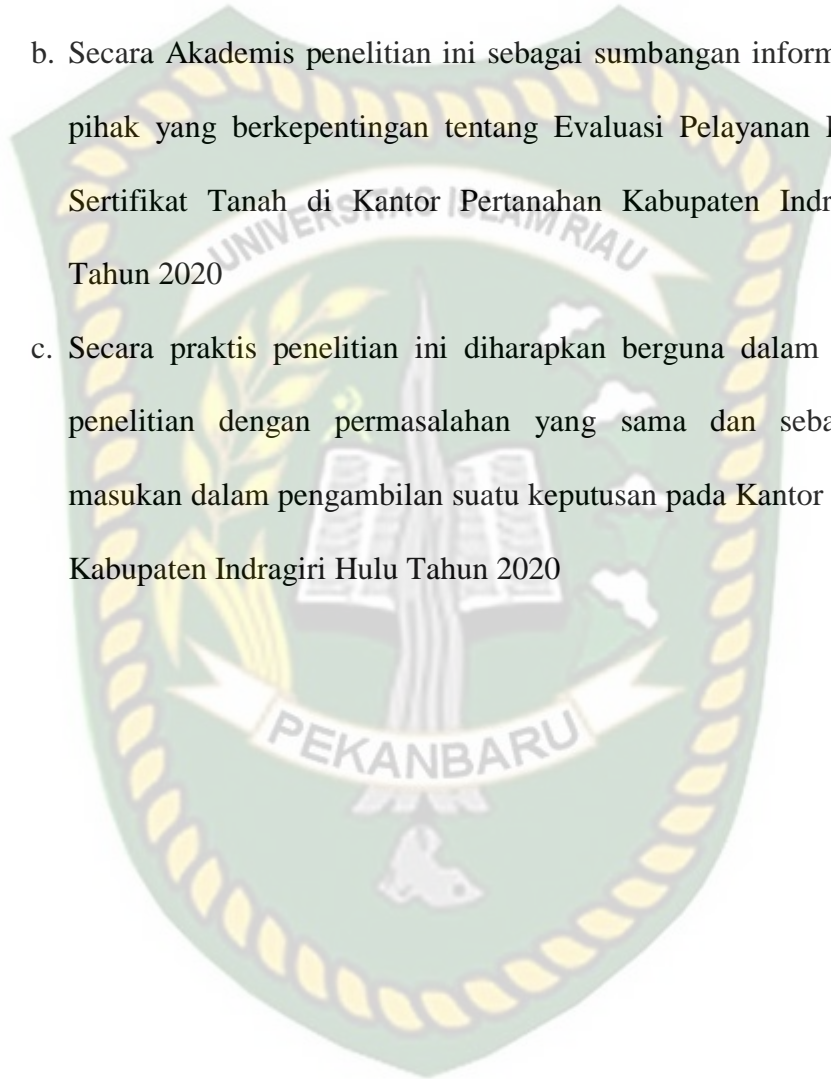 b. Secara Akademis penelitian ini sebagai sumbangan inform
pihak yang berkepentingan tentang Evaluasi Pelayanan
Sertifikat Tanah di Kantor Pertanahan Kabupaten Indr
Tahun 2020
c. Secara praktis penelitian ini diharapkan berguna dalam
penelitian dengan permasalahan yang sama dan seba
masukan dalam pengambilan suatu keputusan pada Kantor
Kabupaten Indragiri Hulu Tahun 2020
UNIVERSITAS ISLAM RIAU
PEKANBARU